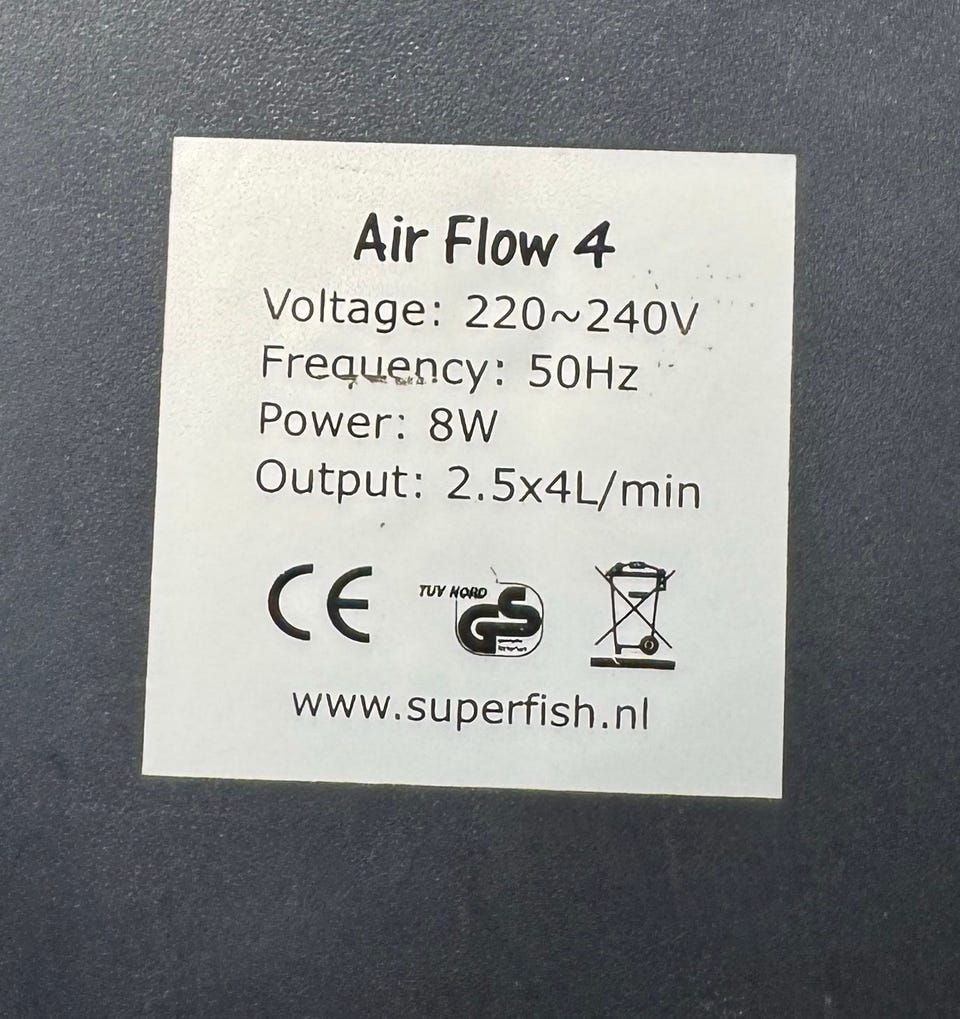 Air Flow 4
Voltage: 220~240V
Frequency: 50Hz
Power: 8W
Output: 2.5x4L/min
CE
TUV NORD
GS
www.superfish.nl